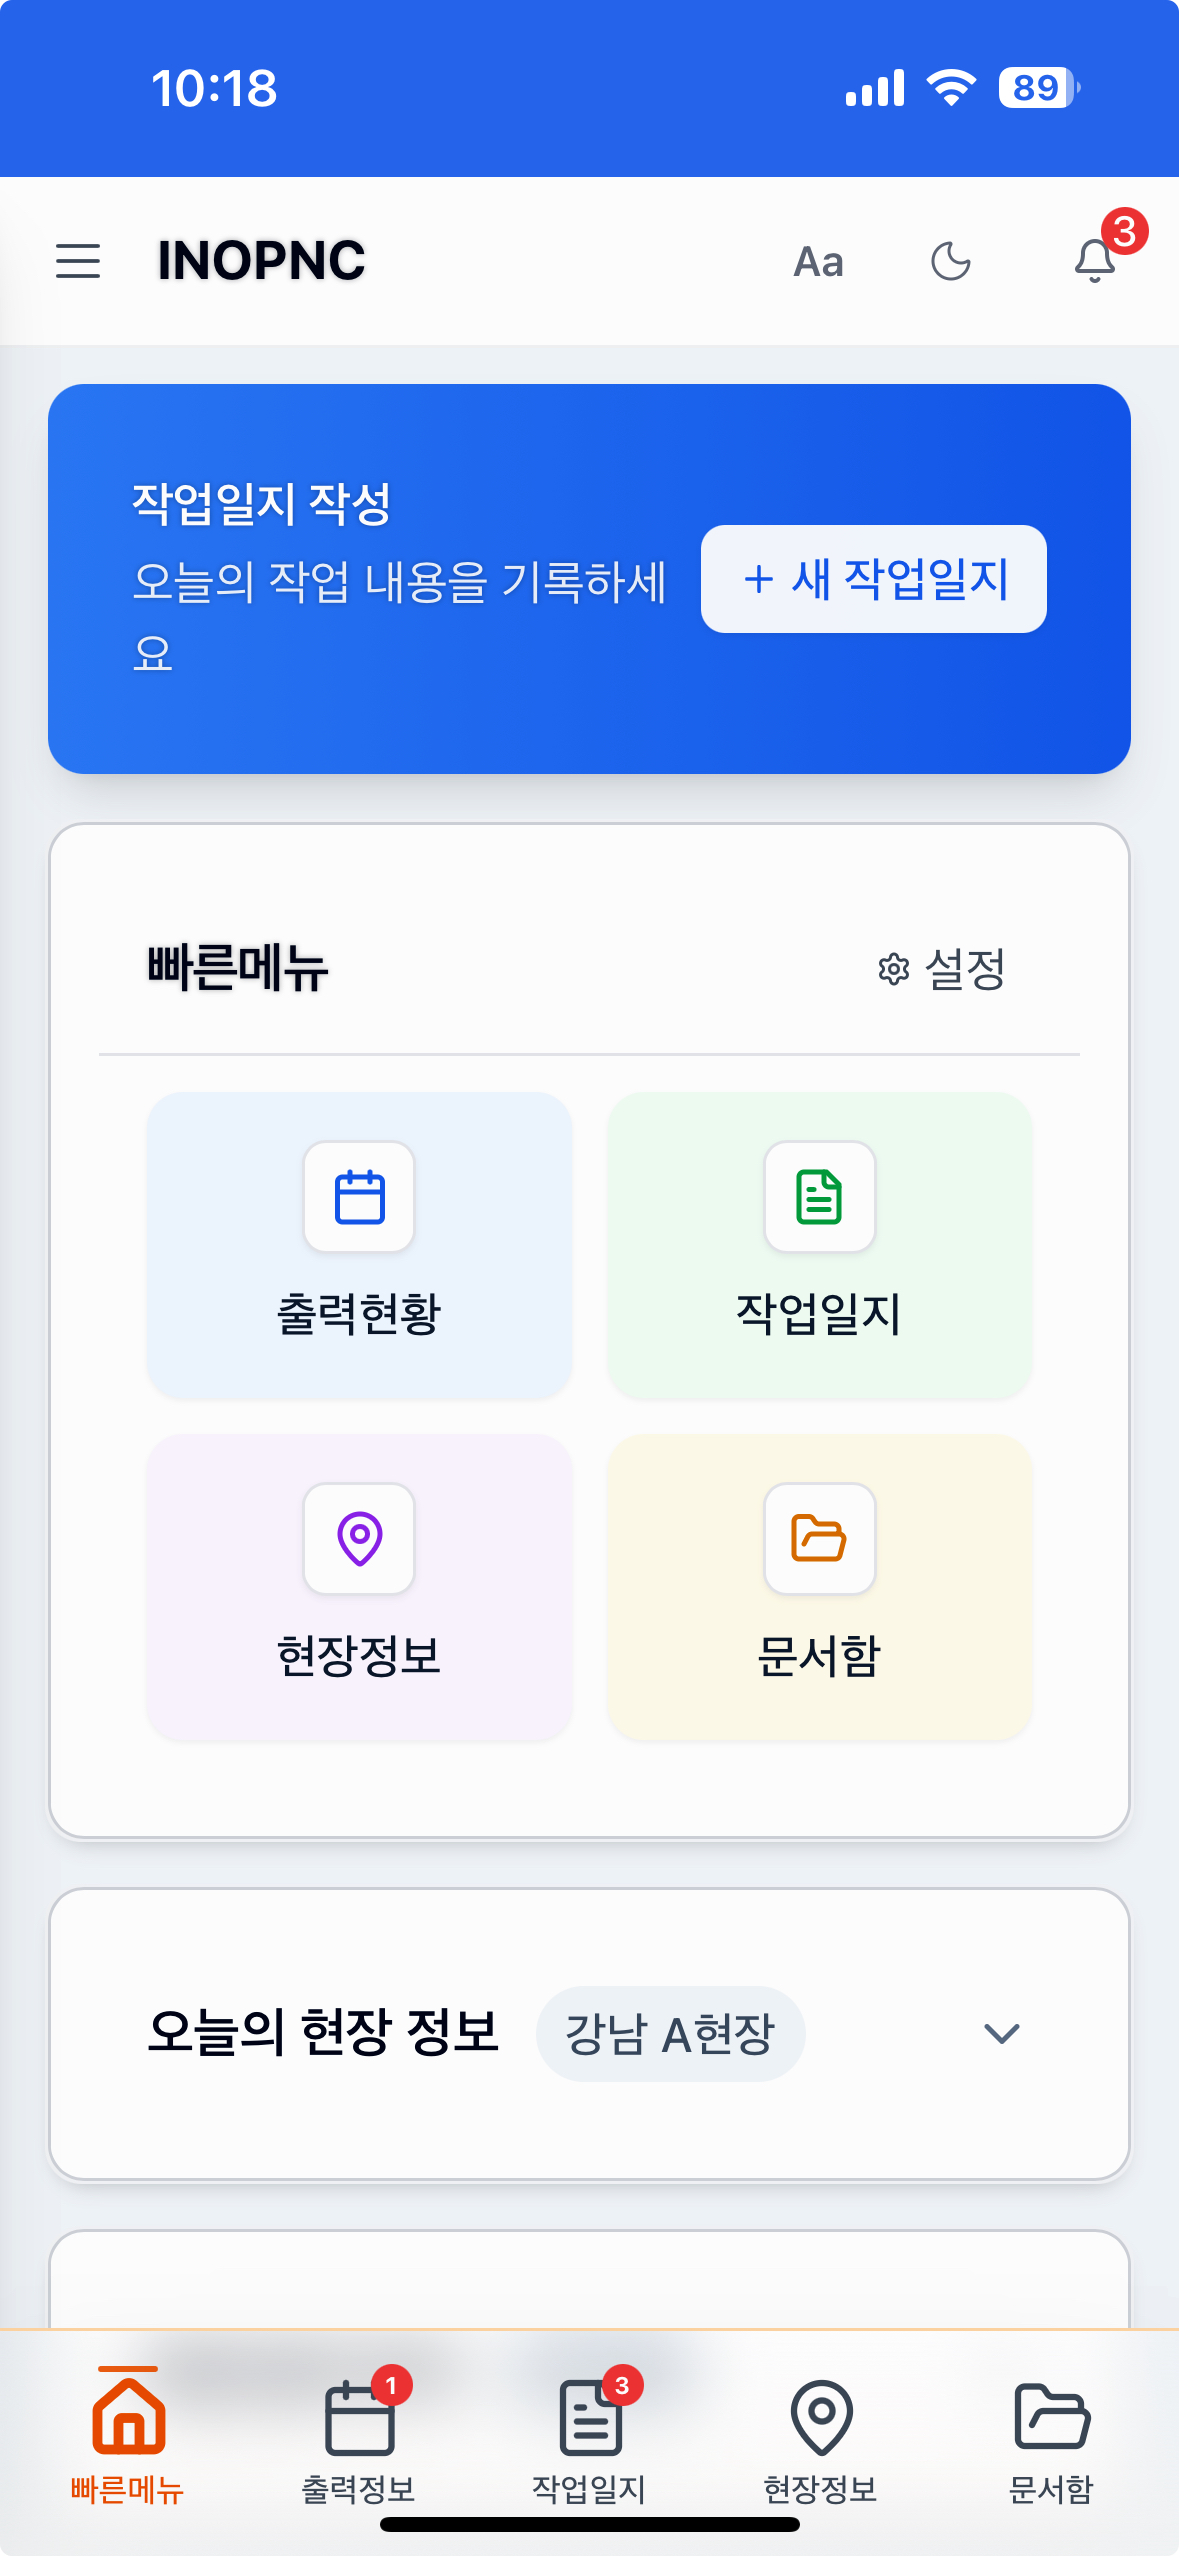 10:18
89
INOPNC
Aa
3
작업일지 작성
오늘의 작업 내용을 기록하세
요
+ 새 작업일지
빠른메뉴
설정
출력현황
작업일지
현장정보
문서함
오늘의 현장 정보
강남 A현장
1
3
빠른메뉴
출력정보
작업일지
현장정보
문서함